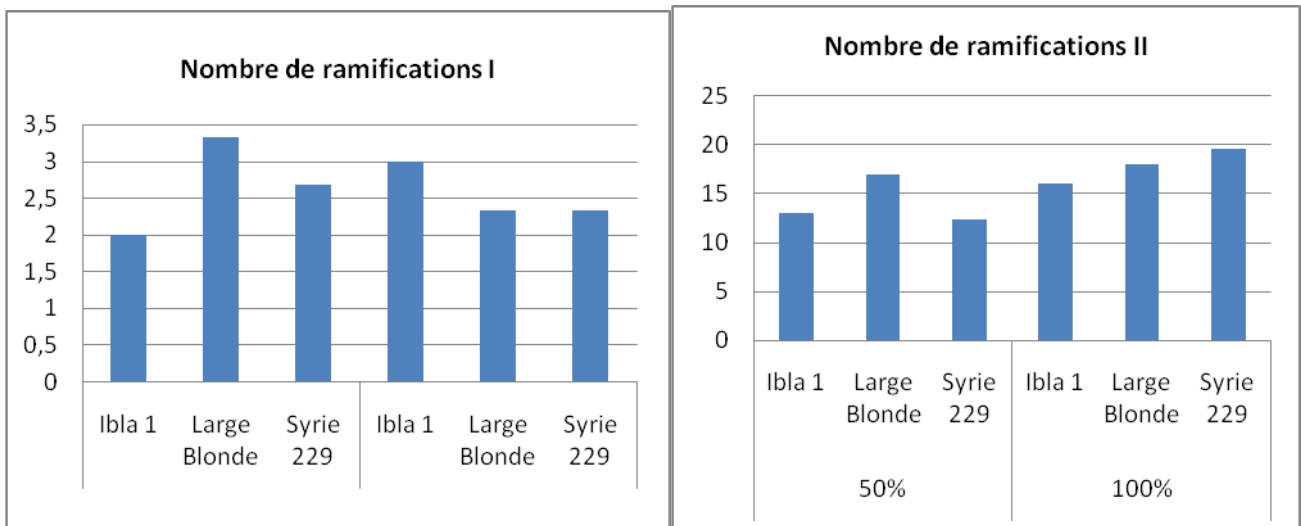 Nombre de ramifications I
3,5
3
2,5
2
1,5
1
0,5
0
Ibla 1
Large
Blonde
Syrie
229
Ibla 1
Large
Blonde
Syrie
229
Nombre de ramifications II
25
20
15
10
5
0
Ibla 1
Large
Blonde
Syrie
229
Ibla 1
Large
Blonde
Syrie
229
50%
100%